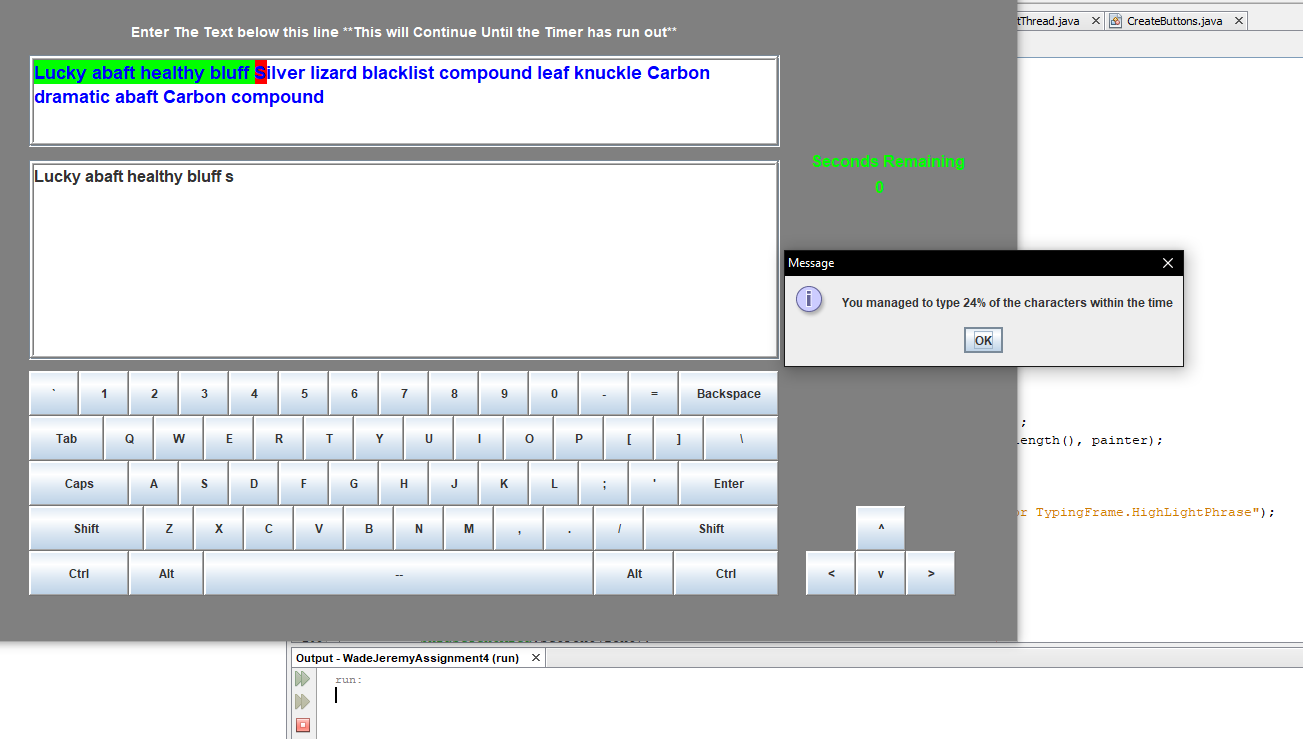 Enter The Text below this line **This will Continue Until the Timer has run out**
tThread.java
CreateButtons.java
Lucky abaft healthy bluff Silver lizard blacklist compound leaf knuckle Carbon
dramatic abaft Carbon compound
Lucky abaft healthy bluff s
Seconds Remaining
0
Message
You managed to type 24% of the characters within the time
OK
` 1 2 3 4 5 6 7 8 9 0 - = Backspace
Tab Q W E R T Y U I O P [ ] \
Caps A S D F G H J K L ; ' Enter
Shift Z X C V B N M , . / Shift
Ctrl Alt -- Alt Ctrl
^
< v >
;
length(), painter);
or TypingFrame.HighLightPhrase");
Output - WadeJeremyAssignment4 (run)
run: